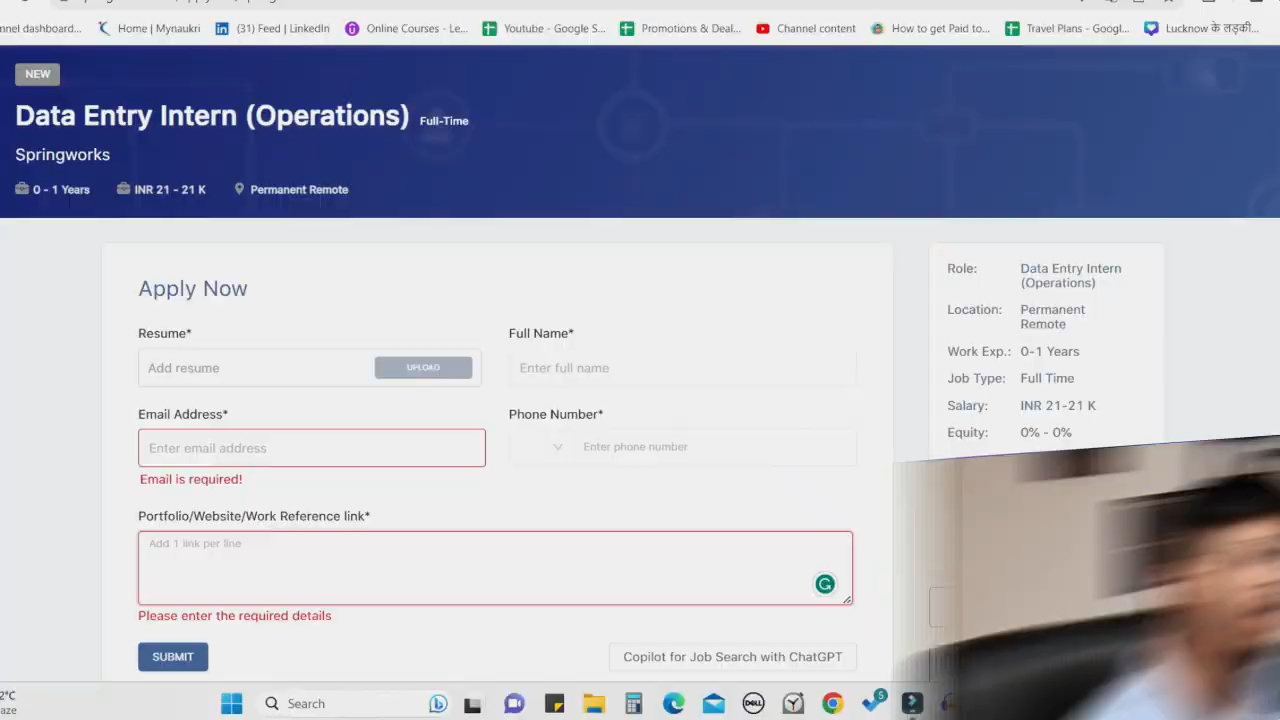 nnel dashboard...
Home | Mynaukri
(31) Feed | LinkedIn
Online Courses - Le...
Youtube - Google S...
Promotions & Deal...
Channel content
How to get Paid to...
Travel Plans - Googl...
Lucknow के लड़की...
NEW
Data Entry Intern (Operations) Full-Time
Springworks
0 - 1 Years
INR 21 - 21 K
Permanent Remote
Apply Now
Resume*
Full Name*
Add resume
UPLOAD
Enter full name
Email Address*
Phone Number*
Enter email address
Enter phone number
Email is required!
Portfolio/Website/Work Reference link*
Add 1 link per line
Please enter the required details
SUBMIT
Copilot for Job Search with ChatGPT
Role: Data Entry Intern
(Operations)
Location: Permanent
Remote
Work Exp.: 0-1 Years
Job Type: Full Time
Salary: INR 21-21 K
Equity: 0% - 0%
2°C
aze
Search
DELL
5